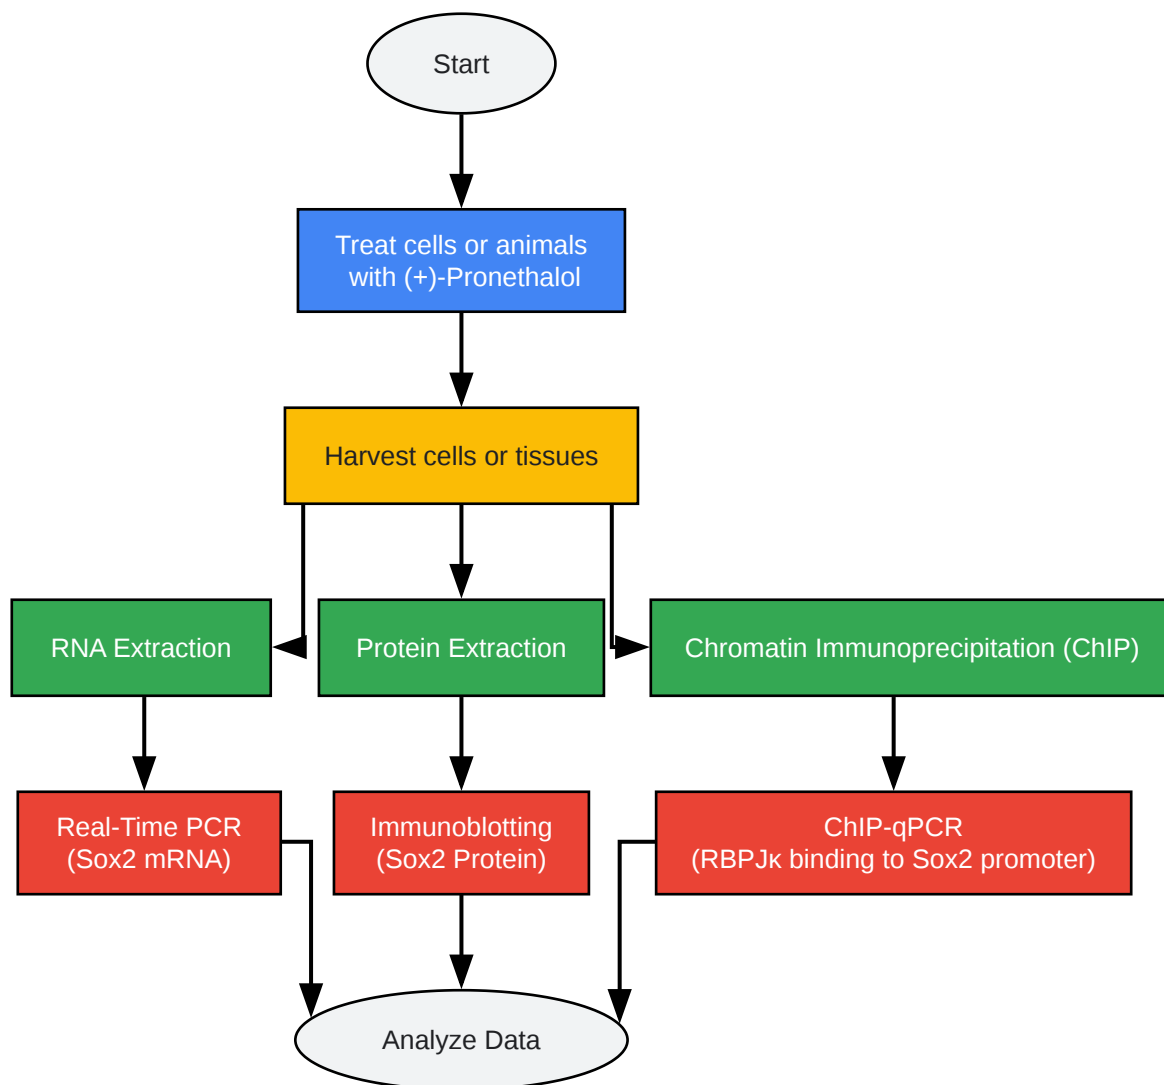 Start
Treat cells or animals
with (+)-Pronethalol
Harvest cells or tissues
RNA Extraction
Protein Extraction
Chromatin Immunoprecipitation (ChIP)
Real-Time PCR
(Sox2 mRNA)
Immunoblotting
(Sox2 Protein)
ChIP-qPCR
(RBPJκ binding to Sox2 promoter)
Analyze Data